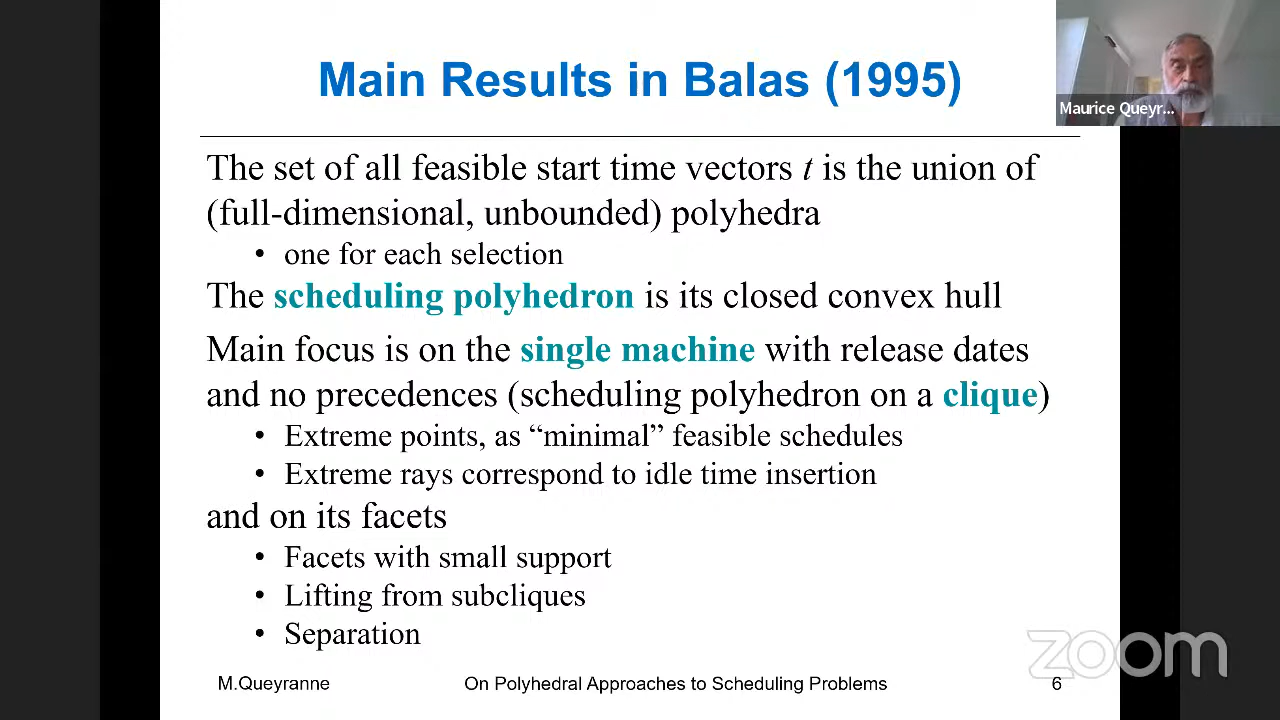 Main Results in Balas (1995)
Maurice Queyr...
The set of all feasible start time vectors t is the union of
(full-dimensional, unbounded) polyhedra
• one for each selection
The scheduling polyhedron is its closed convex hull
Main focus is on the single machine with release dates
and no precedences (scheduling polyhedron on a clique)
• Extreme points, as “minimal” feasible schedules
• Extreme rays correspond to idle time insertion
and on its facets
• Facets with small support
• Lifting from subcliques
• Separation
zoom
M.Queyranne
On Polyhedral Approaches to Scheduling Problems
6